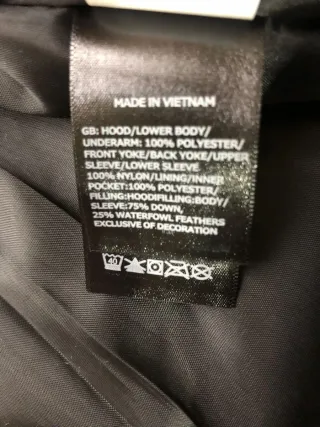 MADE IN VIETNAM
GB: HOOD/LOWER BODY/
UNDERARM: 100% POLYESTER/
FRONT YOKE/BACK YOKE/UPPER
SLEEVE/LOWER SLEEVE
100% NYLON/LINING/INNER
POCKET:100% POLYESTER/
FILLING:HOODFILLING:BODY/
SLEEVE:75% DOWN,
25% WATERFOWL FEATHERS
EXCLUSIVE OF DECORATION
40